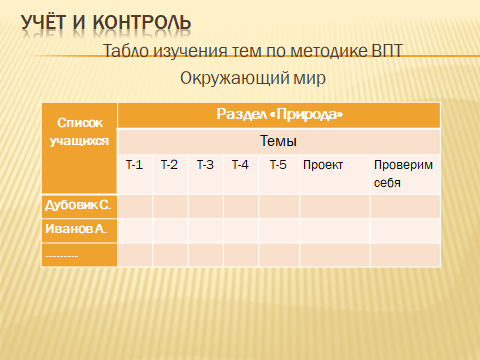 УЧЁТ И КОНТРОЛЬ
Табло изучения тем по методике ВПТ
Окружающий мир
Список учащихся
Раздел «Природа»
Темы
Т-1 Т-2 Т-3 Т-4 Т-5 Проект Проверим себя
Дубовик С.
Иванов А.
---------